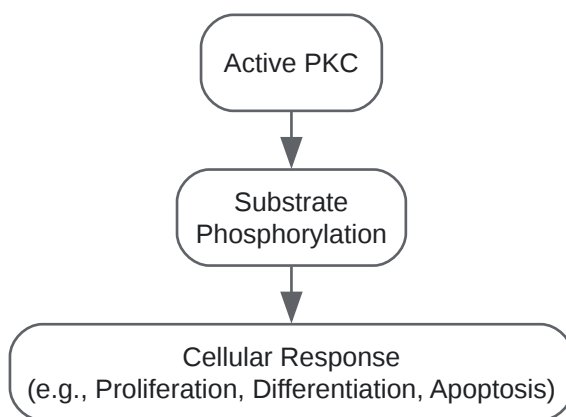 Active PKC
Substrate
Phosphorylation
Cellular Response
(e.g., Proliferation, Differentiation, Apoptosis)